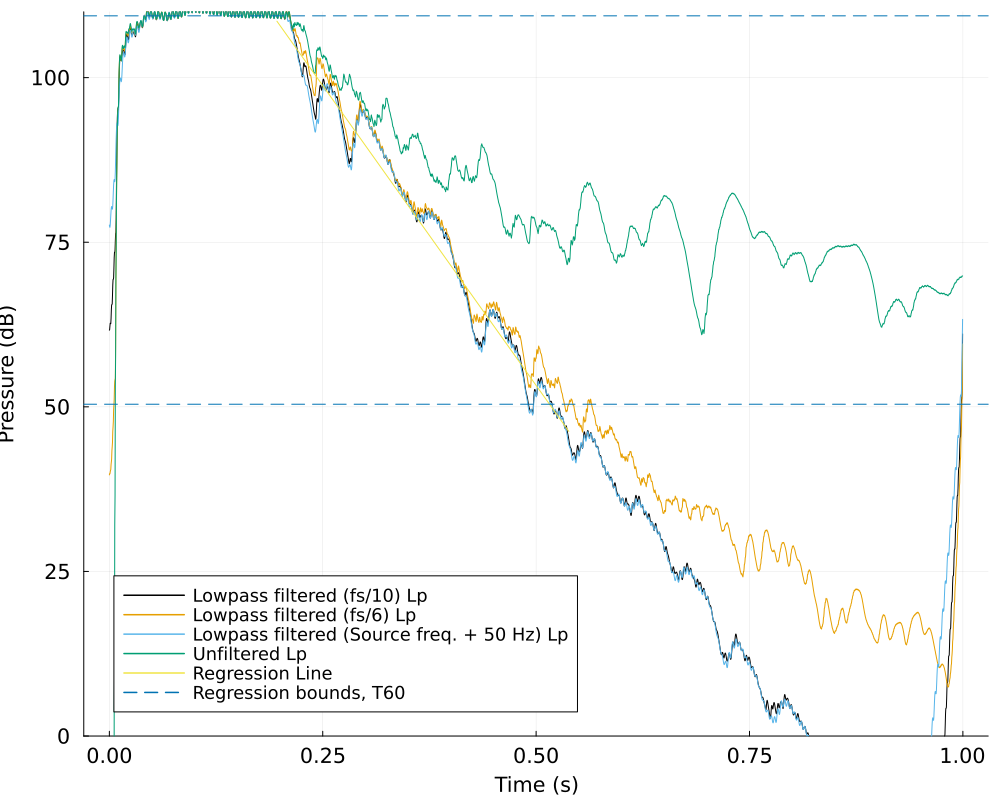 Pressure (dB)
100
75
50
25
0
Lowpass filtered (fs/10) Lp
Lowpass filtered (fs/6) Lp
Lowpass filtered (Source freq. + 50 Hz) Lp
Unfiltered Lp
Regression Line
Regression bounds, T60
0.00 0.25 0.50 0.75 1.00
Time (s)